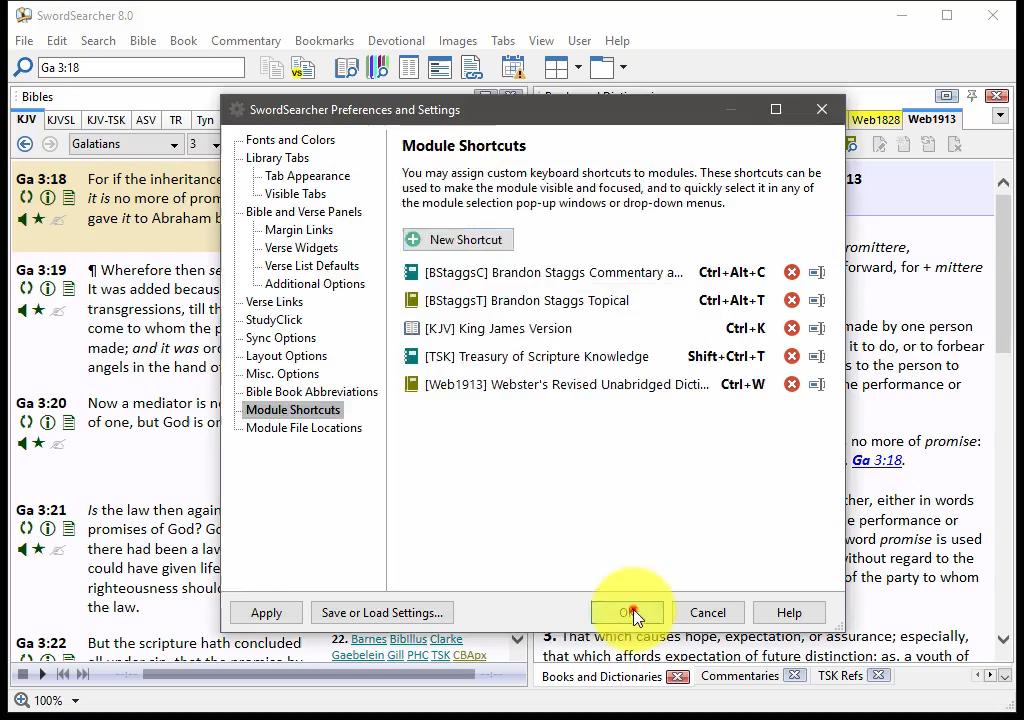 SwordSearcher 8.0
File Edit Search Bible Book Commentary Bookmarks Devotional Images Tabs View User Help
Ga 3:18
Bibles
KJV KJVSL KJV-TSK ASV TR Tyn
Web1828 Web1913
Galatians 3
Ga 3:18 For if the inheritance
it is no more of prom
gave it to Abraham b
Ga 3:19 ¶ Wherefore then se
It was added becaus
transgressions, till th
come to whom the p
made; and it was ord
angels in the hand o
Ga 3:20 Now a mediator is no
of one, but God is on
Ga 3:21 Is the law then again
promises of God? Go
there had been a law
could have given life
righteousness should
the law.
Ga 3:22 But the scripture hath concluded
22. Barnes Bibillus Clarke
Gaebelein Gill PHC TSK CBApx
SwordSearcher Preferences and Settings
Fonts and Colors
Library Tabs
Tab Appearance
Visible Tabs
Bible and Verse Panels
Margin Links
Verse Widgets
Verse List Defaults
Additional Options
Verse Links
StudyClick
Sync Options
Layout Options
Misc. Options
Bible Book Abbreviations
Module Shortcuts
Module File Locations
Module Shortcuts
You may assign custom keyboard shortcuts to modules. These shortcuts can be
used to make the module visible and focused, and to quickly select it in any of
the module selection pop-up windows or drop-down menus.
New Shortcut
[BStaggsC] Brandon Staggs Commentary a... Ctrl+Alt+C
[BStaggsT] Brandon Staggs Topical Ctrl+Alt+T
[KJV] King James Version Ctrl+K
[TSK] Treasury of Scripture Knowledge Shift+Ctrl+T
[Web1913] Webster's Revised Unabridged Dicti... Ctrl+W
Apply Save or Load Settings... Cancel Help
13
romittere,
forward, for + mittere
made by one person
it to do, or to forbear
s to the person to
he performance or
no more of promise:
Ga 3:18.
her, either in words
e performance or
word promise is used
without regard to the
of the party to whom
3. That which causes hope, expectation, or assurance; especially,
that which affords expectation of future distinction; as, a youth of
Books and Dictionaries Commentaries TSK Refs
100%